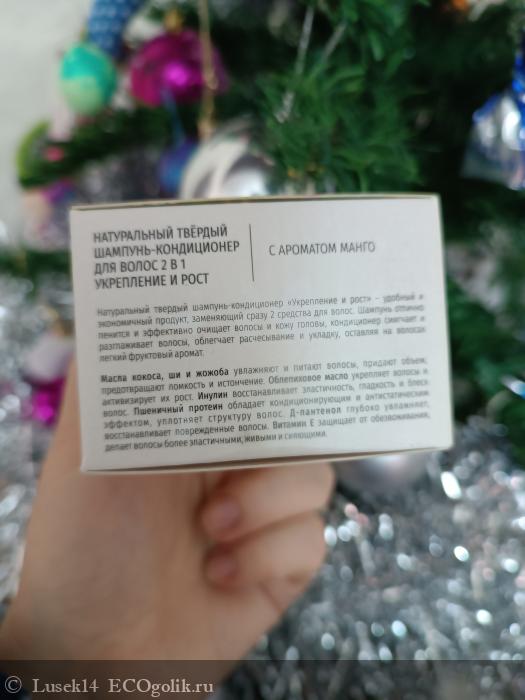 НАТУРАЛЬНЫЙ ТВЁРДЫЙ
ШАМПУНЬ-КОНДИЦИОНЕР
ДЛЯ ВОЛОС 2 В 1
УКРЕПЛЕНИЕ И РОСТ
С АРОМАТОМ МАНГО
Натуральный твердый шампунь-кондиционер «Укрепление и рост» – удобный и
экономичный продукт, заменяющий сразу 2 средства для волос. Шампунь отлично
пенится и эффективно очищает волосы и кожу головы, кондиционер смягчает и
разглаживает волосы, облегчает расчесывание и укладку, оставляя на волосах
легкий фруктовый аромат.
Масла кокоса, ши и жожоба увлажняют и питают волосы, придают объем,
предотвращают ломкость и истончение. Облепиховое масло укрепляет волосы и
активизирует их рост. Инулин восстанавливает эластичность, гладкость и блеск
волос. Пшеничный протеин обладает кондиционирующим и антистатическим
эффектом, уплотняет структуру волос. Д-пантенол глубоко увлажняет,
восстанавливает поврежденные волосы. Витамин Е защищает от обезвоживания,
делает волосы более эластичными, живыми и сияющими.
© Lusek14 ECOgolik.ru